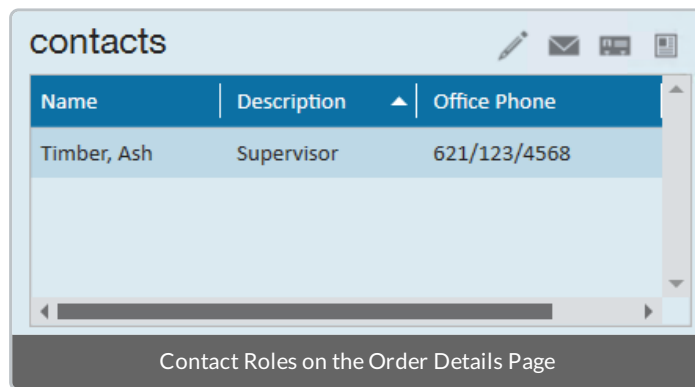 contacts
Name Description Office Phone
Timber, Ash Supervisor 621/123/4568
Contact Roles on the Order Details Page